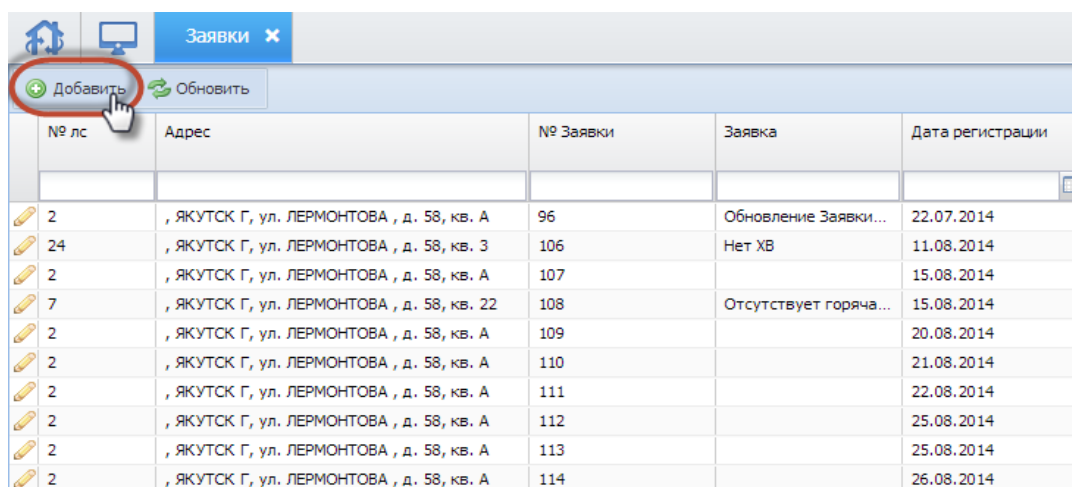 Заявки
Добавить Обновить
№ лс Адрес № Заявки Заявка Дата регистрации
2 , ЯКУТСК Г, ул. ЛЕРМОНТОВА , д. 58, кв. А 96 Обновление Заявки... 22.07.2014
24 , ЯКУТСК Г, ул. ЛЕРМОНТОВА , д. 58, кв. 3 106 Нет ХВ 11.08.2014
2 , ЯКУТСК Г, ул. ЛЕРМОНТОВА , д. 58, кв. А 107 15.08.2014
7 , ЯКУТСК Г, ул. ЛЕРМОНТОВА , д. 58, кв. 22 108 Отсутствует горяча... 15.08.2014
2 , ЯКУТСК Г, ул. ЛЕРМОНТОВА , д. 58, кв. А 109 20.08.2014
2 , ЯКУТСК Г, ул. ЛЕРМОНТОВА , д. 58, кв. А 110 21.08.2014
2 , ЯКУТСК Г, ул. ЛЕРМОНТОВА , д. 58, кв. А 111 22.08.2014
2 , ЯКУТСК Г, ул. ЛЕРМОНТОВА , д. 58, кв. А 112 25.08.2014
2 , ЯКУТСК Г, ул. ЛЕРМОНТОВА , д. 58, кв. А 113 25.08.2014
2 , ЯКУТСК Г, ул. ЛЕРМОНТОВА , д. 58, кв. А 114 26.08.2014